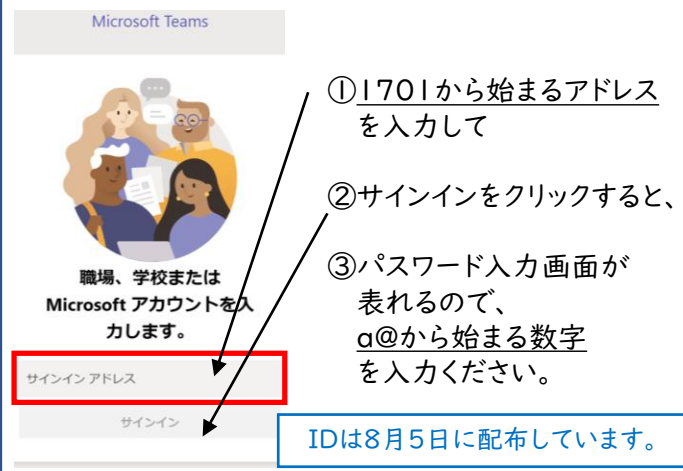 Microsoft Teams
職場、学校または
Microsoft アカウントを入
力します。
サインイン アドレス
サインイン
①1701から始まるアドレス
を入力して
②サインインをクリックすると、
③パスワード入力画面が
表れるので、
a@から始まる数字
を入力ください。
IDは8月5日に配布しています。